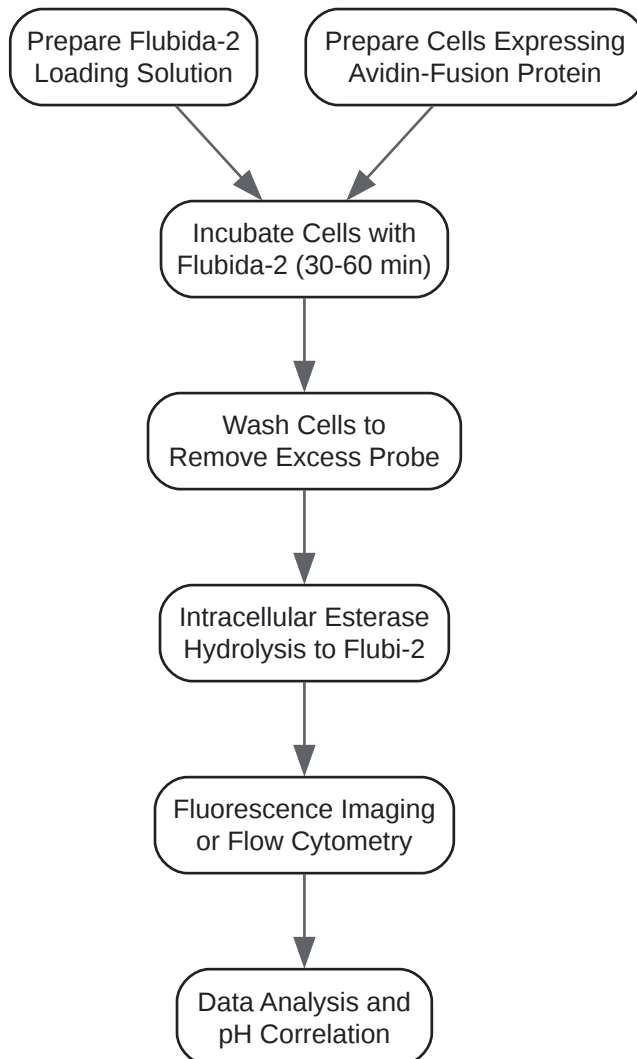 Prepare Flubida-2
Loading Solution
Prepare Cells Expressing
Avidin-Fusion Protein
Incubate Cells with
Flubida-2 (30-60 min)
Wash Cells to
Remove Excess Probe
Intracellular Esterase
Hydrolysis to Flubi-2
Fluorescence Imaging
or Flow Cytometry
Data Analysis and
pH Correlation